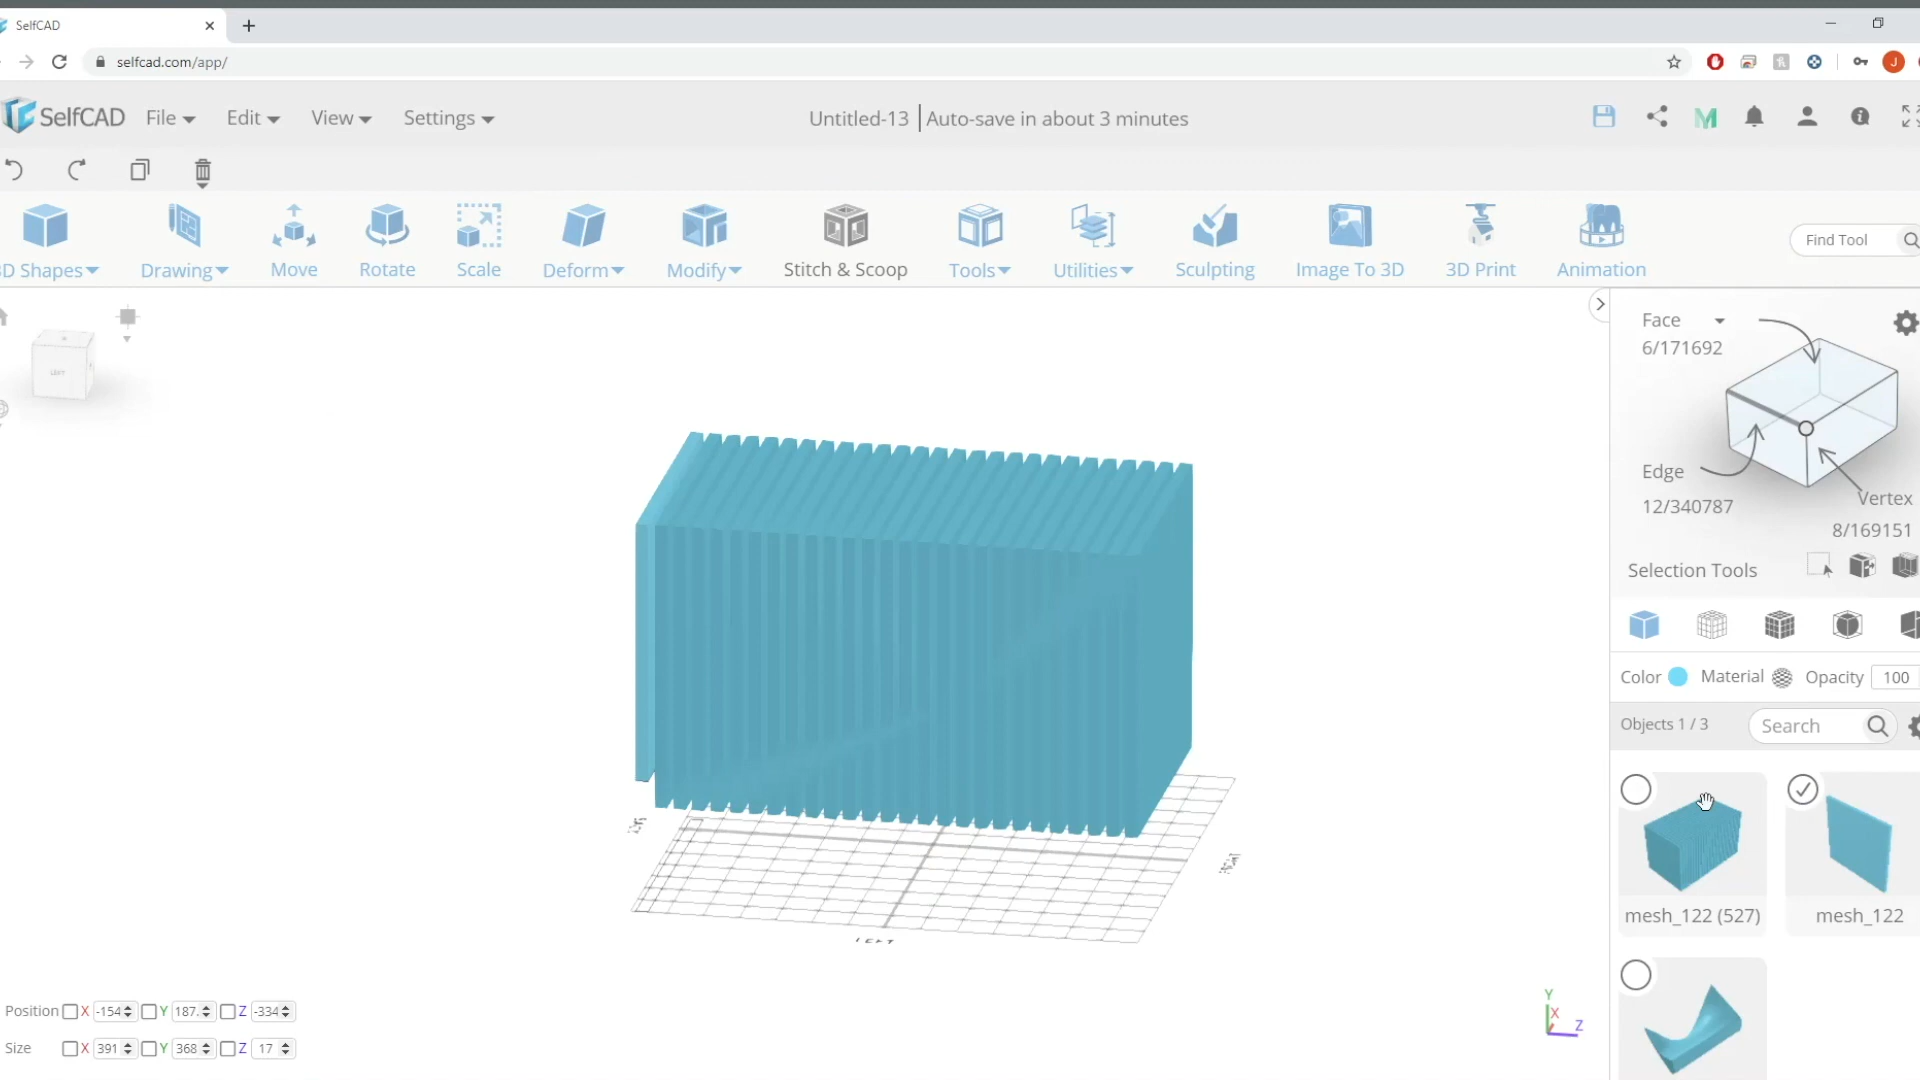 SelfCAD
selfcad.com/app/
J
SelfCAD
File
Edit
View
Settings
Untitled-13
Auto-save in about 3 minutes
D Shapes
Drawing
Move
Rotate
Scale
Deform
Modify
Stitch & Scoop
Tools
Utilities
Sculpting
Image To 3D
3D Print
Animation
Find Tool
LEFT
Face
6/171692
Edge
12/340787
Vertex
8/169151
Selection Tools
Color
Material
Opacity
100
Objects 1 / 3
Search
mesh_122 (527)
mesh_122
LEFT
Y
X
Z
Position X -154 Y 187. Z -334
Size X 391 Y 368 Z 17